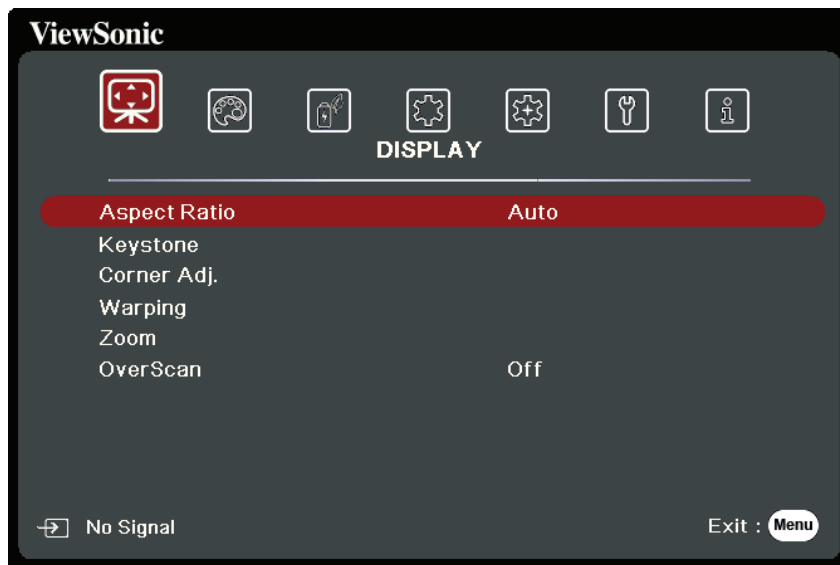 ViewSonic
DISPLAY
Aspect Ratio Auto
Keystone
Corner Adj.
Warping
Zoom
OverScan Off
No Signal Exit : Menu